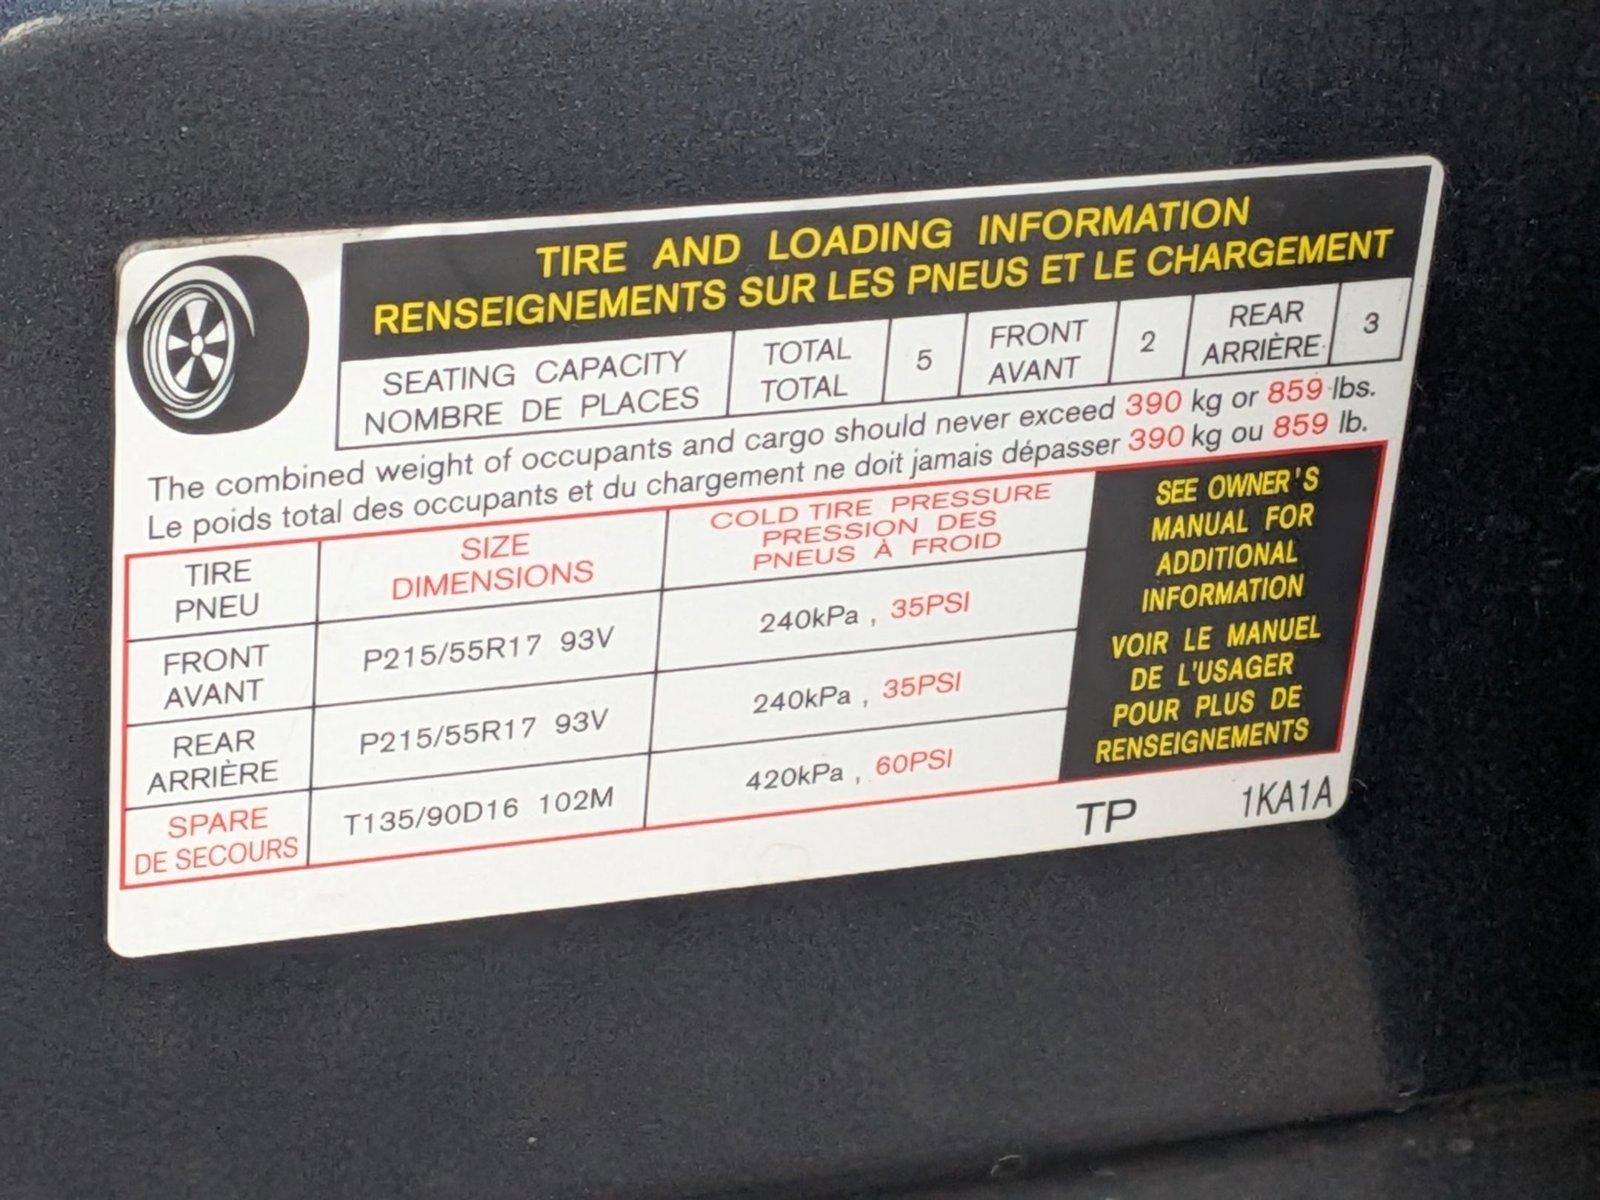 TIRE AND LOADING INFORMATION
RENSEIGNEMENTS SUR LES PNEUS ET LE CHARGEMENT
SEATING CAPACITY
NOMBRE DE PLACES
TOTAL
TOTAL
5
FRONT
AVANT
2
REAR
ARRIÈRE
3
The combined weight of occupants and cargo should never exceed 390 kg or 859 lbs.
Le poids total des occupants et du chargement ne doit jamais dépasser 390 kg ou 859 lb.
TIRE
PNEU
SIZE
DIMENSIONS
COLD TIRE PRESSURE
PRESSION DES
PNEUS À FROID
FRONT
AVANT
P215/55R17 93V
240kPa , 35PSI
REAR
ARRIÈRE
P215/55R17 93V
240kPa , 35PSI
SPARE
DE SECOURS
T135/90D16 102M
420kPa , 60PSI
SEE OWNER'S
MANUAL FOR
ADDITIONAL
INFORMATION
VOIR LE MANUEL
DE L'USAGER
POUR PLUS DE
RENSEIGNEMENTS
TP 1KA1A